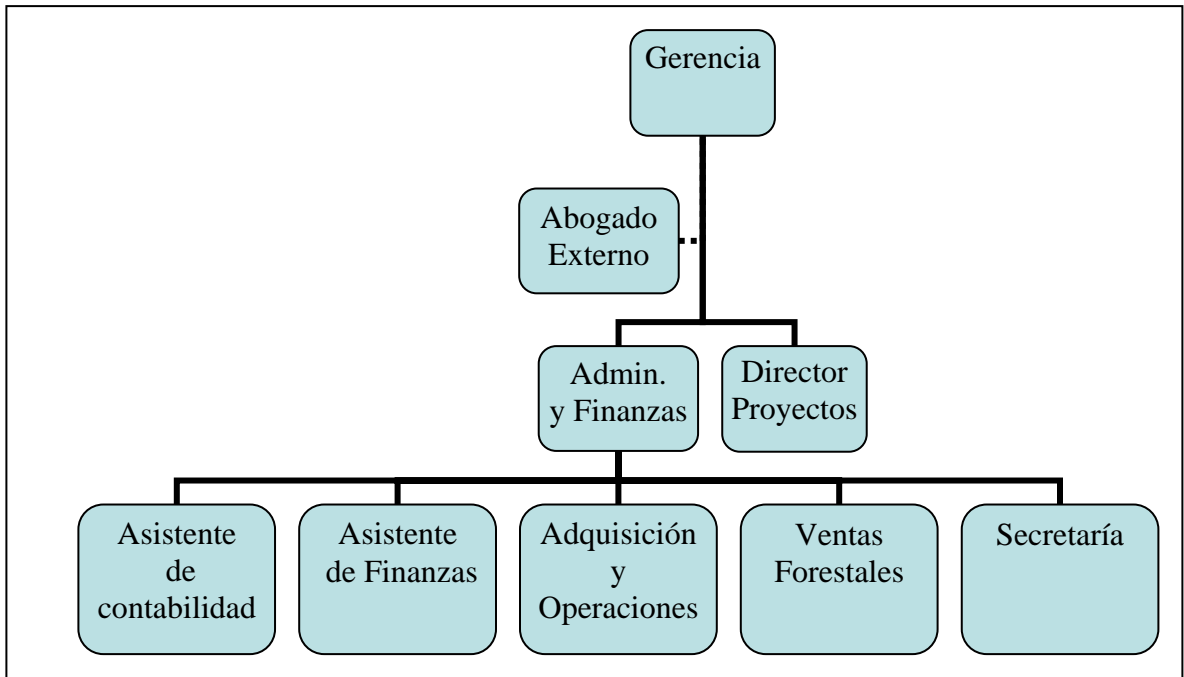 Gerencia
Abogado
Externo
Admin.
y Finanzas
Director
Proyectos
Asistente
de
contabilidad
Asistente
de Finanzas
Adquisición
y
Operaciones
Ventas
Forestales
Secretaría